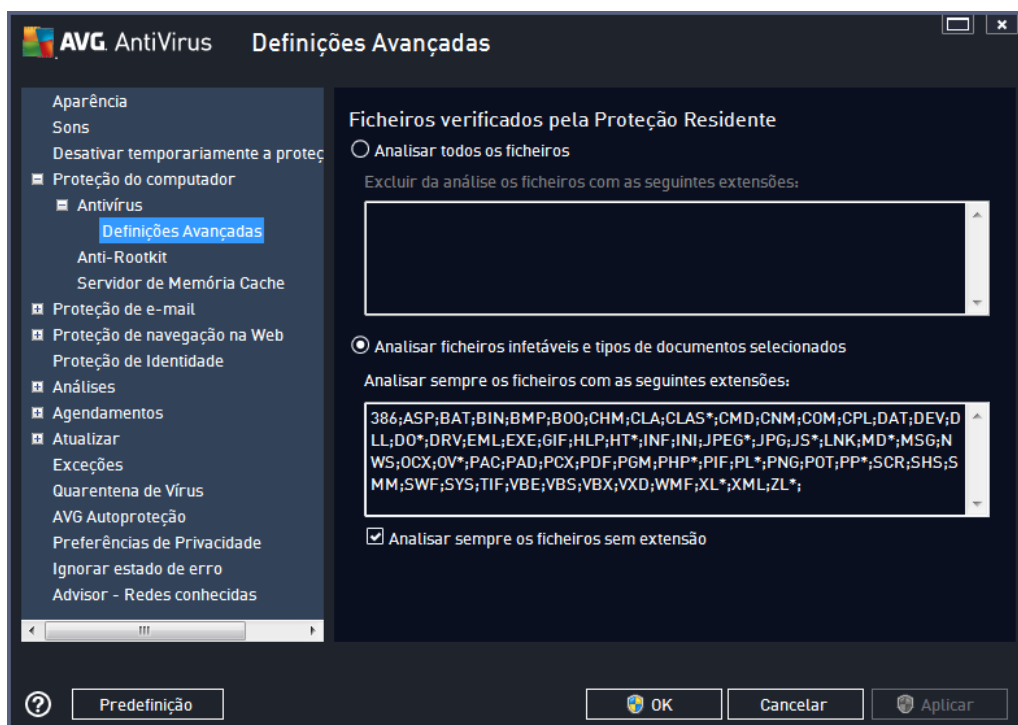 AVG. AntiVirus Definições Avançadas
Aparência
Sons
Desativar temporariamente a proteç
Proteção do computador
Antivírus
Definições Avançadas
Anti-Rootkit
Servidor de Memória Cache
Proteção de e-mail
Proteção de navegação na Web
Proteção de Identidade
Análises
Agendamentos
Atualizar
Exceções
Quarentena de Vírus
AVG Autoproteção
Preferências de Privacidade
Ignorar estado de erro
Advisor - Redes conhecidas
Ficheiros verificados pela Proteção Residente
Analisar todos os ficheiros
Excluir da análise os ficheiros com as seguintes extensões:
Analisar ficheiros infetáveis e tipos de documentos selecionados
Analisar sempre os ficheiros com as seguintes extensões:
386;ASP;BAT;BIN;BMP;BOO;CHM;CLA;CLAS*;CMD;CNM;COM;CPL;DAT;DEV;D
LL;DO*;DRV;EML;EXE;GIF;HLP;HT*;INF;INI;JPEG*;JPG;JS*;LNK;MD*;MSG;N
WS;OCX;OV*;PAC;PAD;PCX;PDF;PGM;PHP*;PIF;PL*;PNG;POT;PP*;SCR;SHS;S
MM;SWF;SYS;TIF;VBE;VBS;VBX;VXD;WMF;XL*;XML;ZL*;
Analisar sempre os ficheiros sem extensão
Predefinição
OK
Cancelar
Aplicar